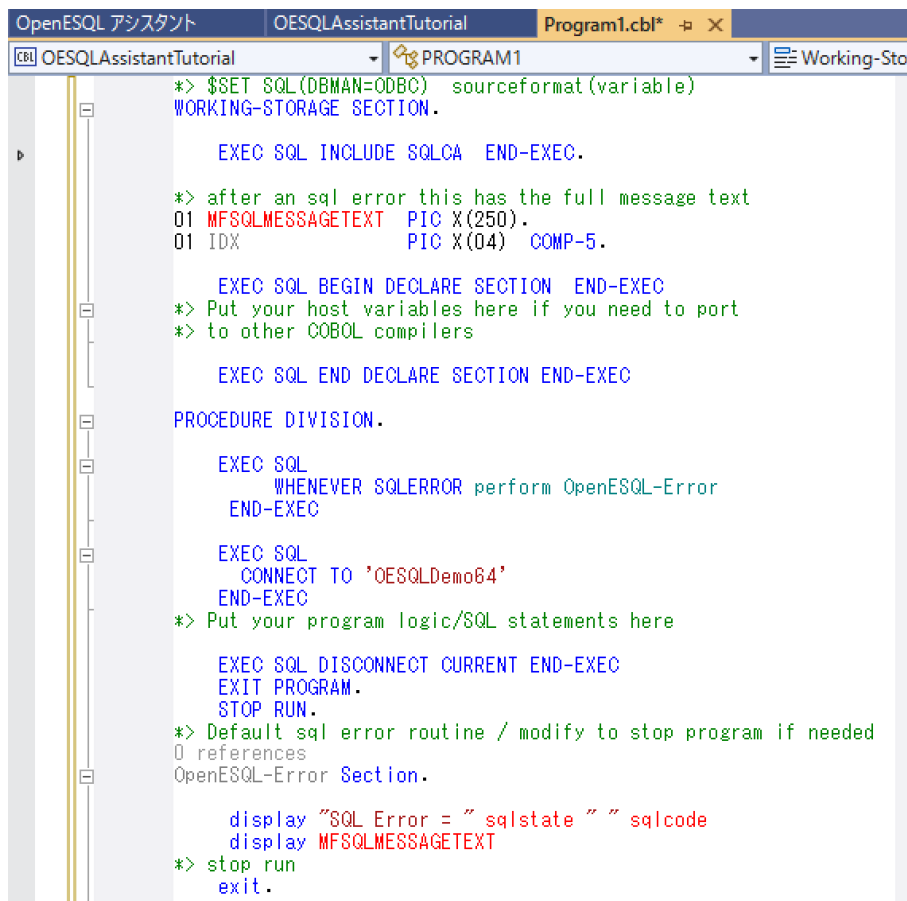 OpenESQL アシスタント OESQLAssistantTutorial Program1.cbl*
CBL OESQLAssistantTutorial PROGRAM1 Working-Sto
*> $SET SQL(DBMAN=ODBC)  sourceformat(variable)
WORKING-STORAGE SECTION.
EXEC SQL INCLUDE SQLCA  END-EXEC.
*> after an sql error this has the full message text
01 MFSQLMESSAGETEXT  PIC X(250).
01 IDX               PIC X(04)  COMP-5.
EXEC SQL BEGIN DECLARE SECTION  END-EXEC
*> Put your host variables here if you need to port
*> to other COBOL compilers
EXEC SQL END DECLARE SECTION END-EXEC
PROCEDURE DIVISION.
EXEC SQL
WHENEVER SQLERROR perform OpenESQL-Error
END-EXEC
EXEC SQL
CONNECT TO 'OESQLDemo64'
END-EXEC
*> Put your program logic/SQL statements here
EXEC SQL DISCONNECT CURRENT END-EXEC
EXIT PROGRAM.
STOP RUN.
*> Default sql error routine / modify to stop program if needed
0 references
OpenESQL-Error Section.
display "SQL Error = " sqlstate " " sqlcode
display MFSQLMESSAGETEXT
*> stop run
exit.